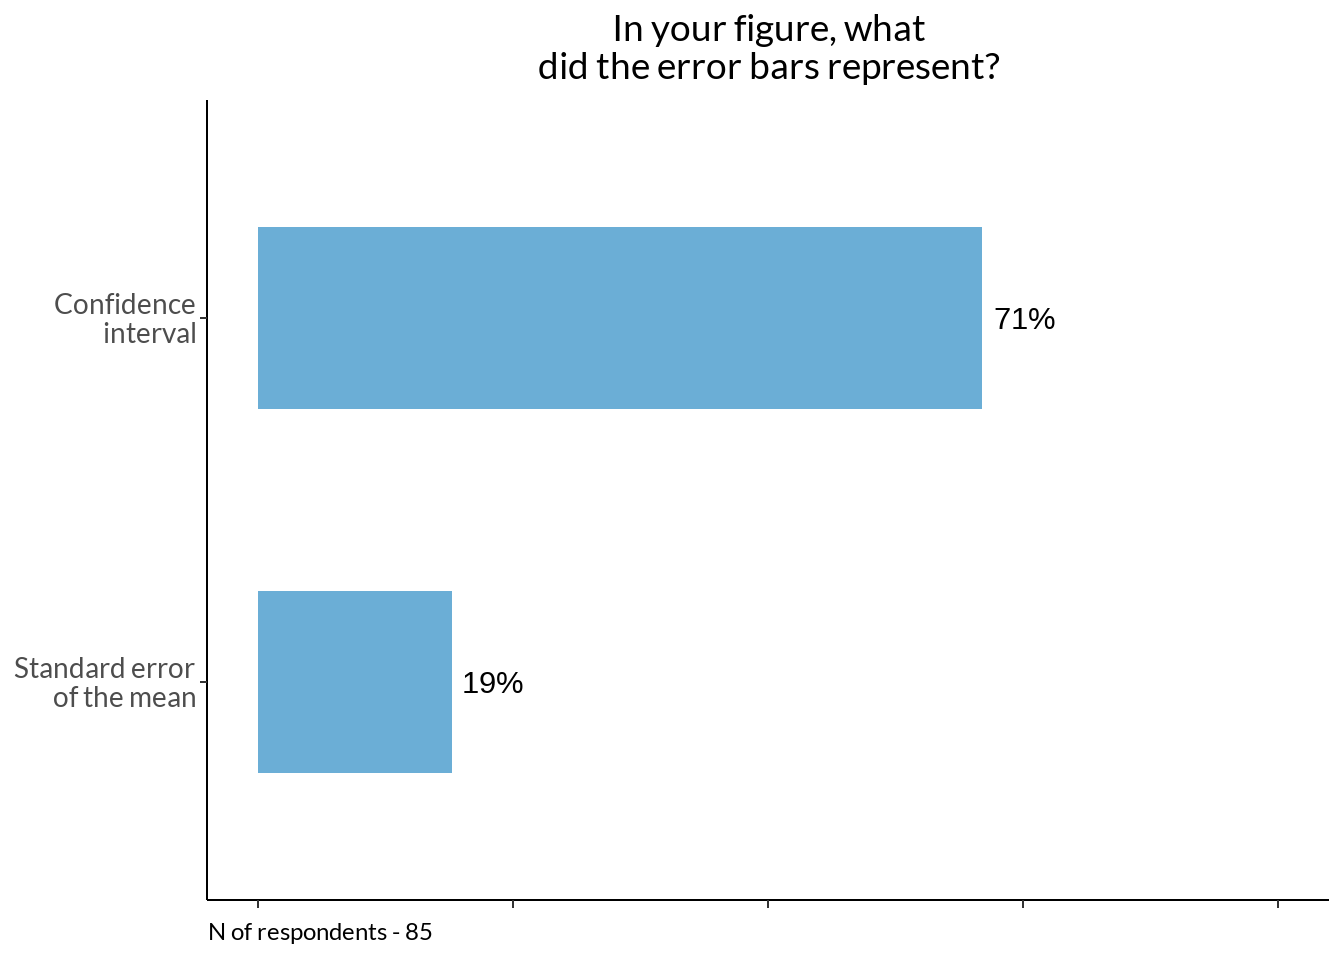 In your figure, what
did the error bars represent?
Confidence
interval
71%
Standard error
of the mean
19%
N of respondents - 85